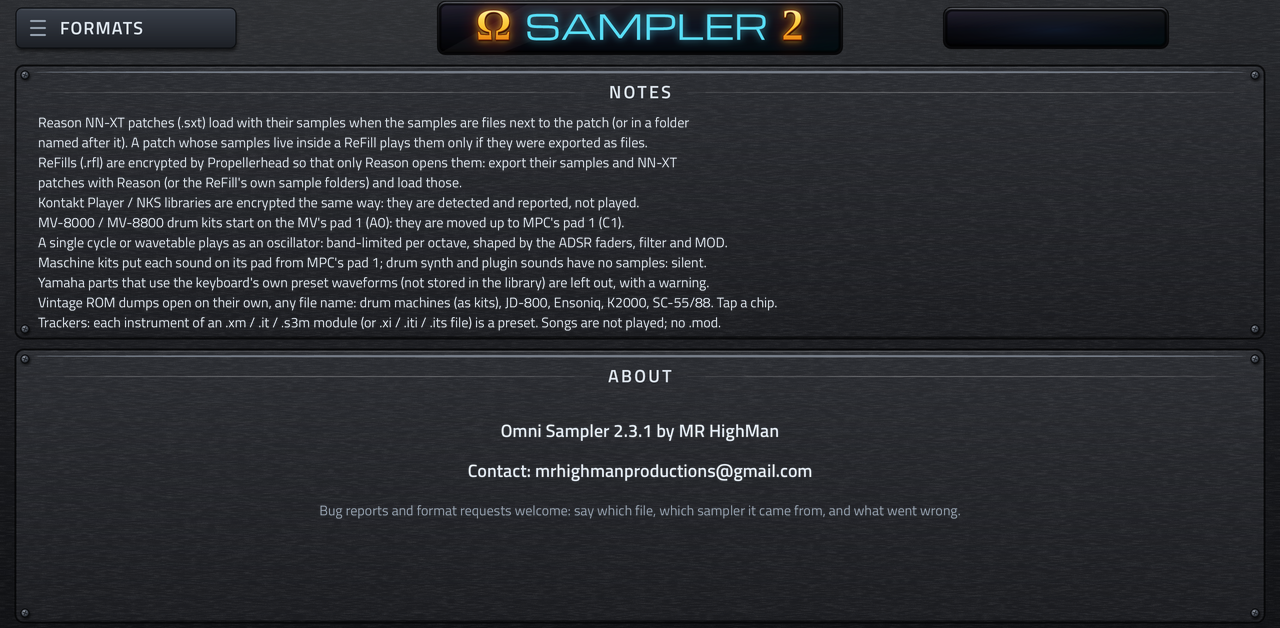 FORMATS
Ω SAMPLER 2
NOTES
Reason NN-XT patches (.sxt) load with their samples when the samples are files next to the patch (or in a folder
named after it). A patch whose samples live inside a ReFill plays them only if they were exported as files.
ReFills (.rfl) are encrypted by Propellerhead so that only Reason opens them: export their samples and NN-XT
patches with Reason (or the ReFill's own sample folders) and load those.
Kontakt Player / NKS libraries are encrypted the same way: they are detected and reported, not played.
MV-8000 / MV-8800 drum kits start on the MV's pad 1 (A0): they are moved up to MPC's pad 1 (C1).
A single cycle or wavetable plays as an oscillator: band-limited per octave, shaped by the ADSR faders, filter and MOD.
Maschine kits put each sound on its pad from MPC's pad 1; drum synth and plugin sounds have no samples: silent.
Yamaha parts that use the keyboard's own preset waveforms (not stored in the library) are left out, with a warning.
Vintage ROM dumps open on their own, any file name: drum machines (as kits), JD-800, Ensoniq, K2000, SC-55/88. Tap a chip.
Trackers: each instrument of an .xm / .it / .s3m module (or .xi / .iti / .its file) is a preset. Songs are not played; no .mod.
ABOUT
Omni Sampler 2.3.1 by MR HighMan
Contact: mrhighmanproductions@gmail.com
Bug reports and format requests welcome: say which file, which sampler it came from, and what went wrong.